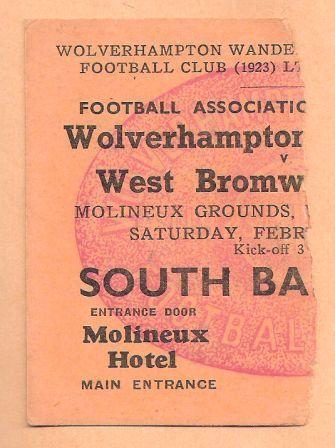 WOLVERHAMPTON WANDE
FOOTBALL CLUB (1923) LT
FOOTBALL ASSOCIATIO
Wolverhampton
v
West Bromw
MOLINEUX GROUNDS,
SATURDAY, FEBR
Kick-off 3
SOUTH BA
ENTRANCE DOOR
Molineux
Hotel
MAIN ENTRANCE